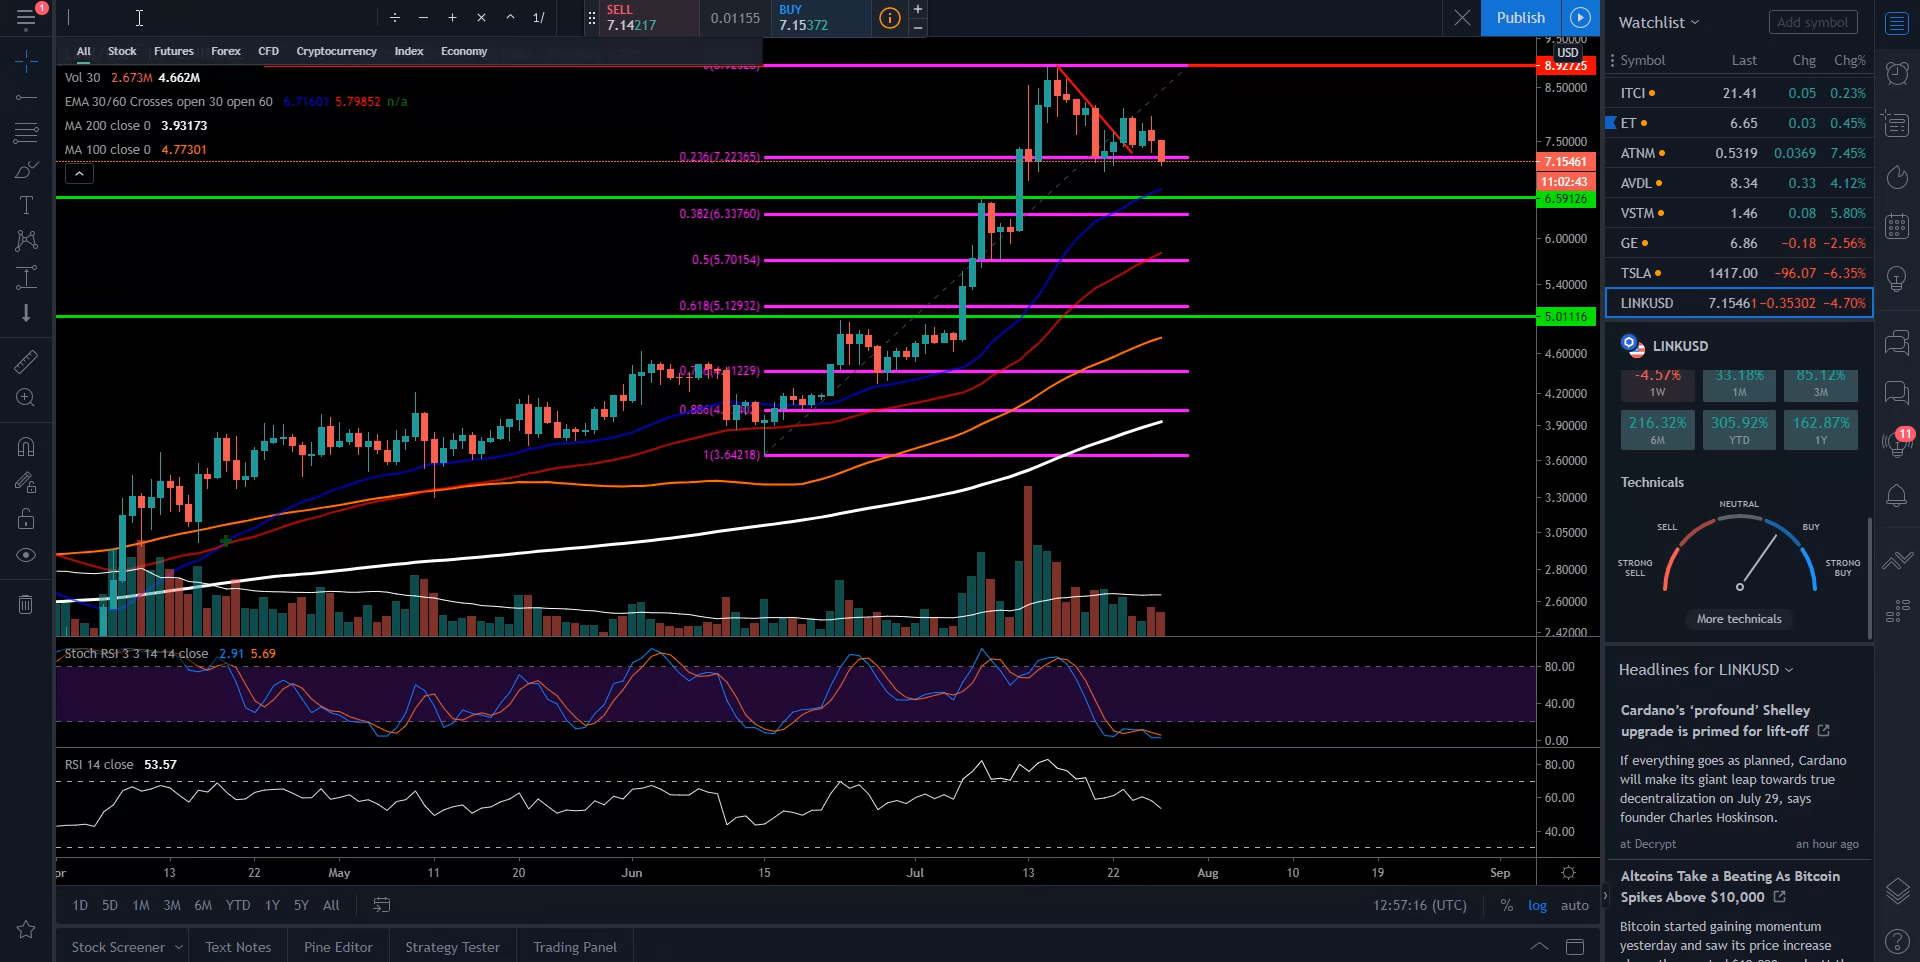 1
÷ − + × ^ 1/
SELL
7.14217
0.01155
BUY
7.15372
+
−
Publish
Watchlist
Add symbol
All Stock Futures Forex CFD Cryptocurrency Index Economy
Vol 30 2.673M 4.662M
EMA 30/60 Crosses open 30 open 60 6.71601 5.79852 n/a
MA 200 close 0 3.93173
MA 100 close 0 4.77301
0.236(7.22365)
0.382(6.33760)
0.5(5.70154)
0.618(5.12932)
1(3.64218)
USD
8.92725
8.50000
7.50000
7.15461
11:02:43
6.59126
6.00000
5.40000
5.01116
4.60000
4.20000
3.90000
3.60000
3.30000
3.05000
2.80000
2.60000
2.42000
Stoch RSI 3 3 14 14 close 2.91 5.69
80.00
40.00
0.00
RSI 14 close 53.57
80.00
60.00
40.00
13 22 May 11 20 Jun 15 Jul 13 22 Aug 10 19 Sep
1D 5D 1M 3M 6M YTD 1Y 5Y All
12:57:16 (UTC) % log auto
Stock Screener Text Notes Pine Editor Strategy Tester Trading Panel
Symbol Last Chg Chg%
ITCI 21.41 0.05 0.23%
ET 6.65 0.03 0.45%
ATNM 0.5319 0.0369 7.45%
AVDL 8.34 0.33 4.12%
VSTM 1.46 0.08 5.80%
GE 6.86 −0.18 −2.56%
TSLA 1417.00 −96.07 −6.35%
LINKUSD 7.15461 −0.35302 −4.70%
LINKUSD
-4.57% 33.18% 85.12%
1W 1M 3M
216.32% 305.92% 162.87%
6M YTD 1Y
Technicals
NEUTRAL
SELL BUY
STRONG SELL
STRONG BUY
More technicals
Headlines for LINKUSD
Cardano’s ‘profound’ Shelley
upgrade is primed for lift-off
If everything goes as planned, Cardano
will make its giant leap towards true
decentralization on July 29, says
founder Charles Hoskinson.
at Decrypt an hour ago
Altcoins Take a Beating As Bitcoin
Spikes Above $10,000
Bitcoin started gaining momentum
yesterday and saw its price increase
11